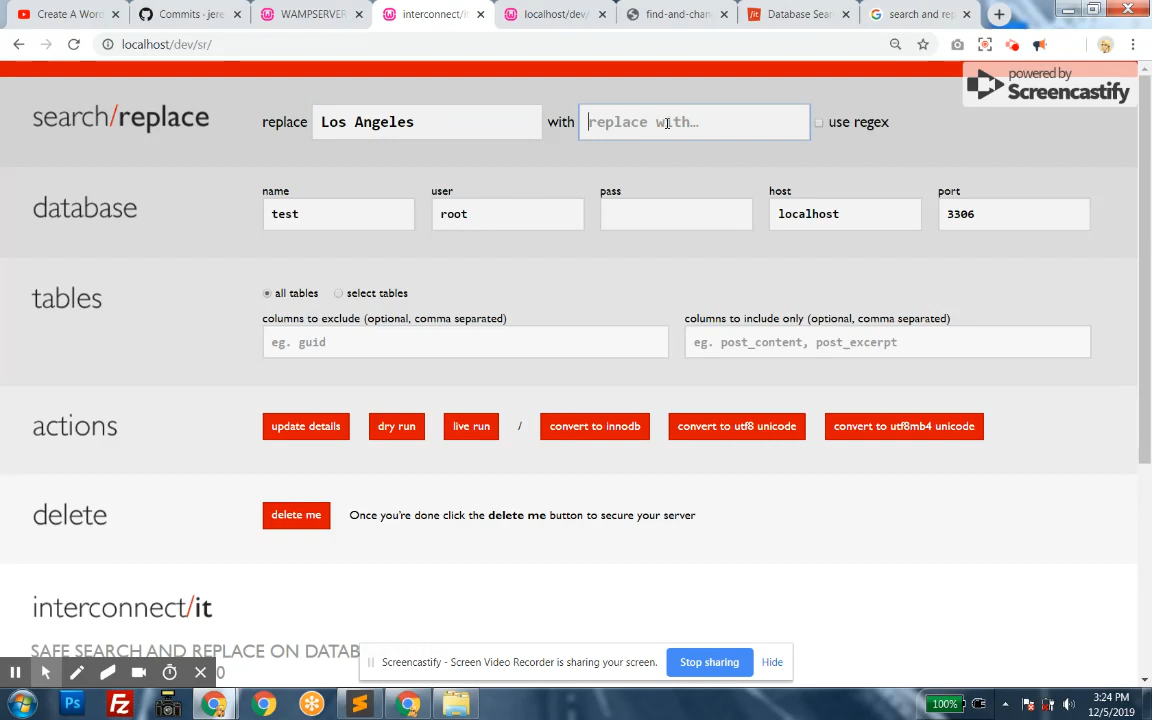 Create A Wo
Commits - jere
WAMPSERVER
interconnect/i
localhost/dev/
find-and-chan
Database Sea
search and rep
localhost/dev/sr/
powered by
Screencastify
search/replace
replace
Los Angeles
with
replace with...
use regex
database
name
user
pass
host
port
test
root
localhost
3306
tables
all tables
select tables
columns to exclude (optional, comma separated)
columns to include only (optional, comma separated)
eg. guid
eg. post_content, post_excerpt
actions
update details
dry run
live run
/
convert to innodb
convert to utf8 unicode
convert to utf8mb4 unicode
delete
delete me
Once you're done click the delete me button to secure your server
interconnect/it
SAFE SEARCH AND REPLACE ON DATAB
0
Screencastify - Screen Video Recorder is sharing your screen.
Stop sharing
Hide
Ps
Fz
100%
3:24 PM
12/5/2019